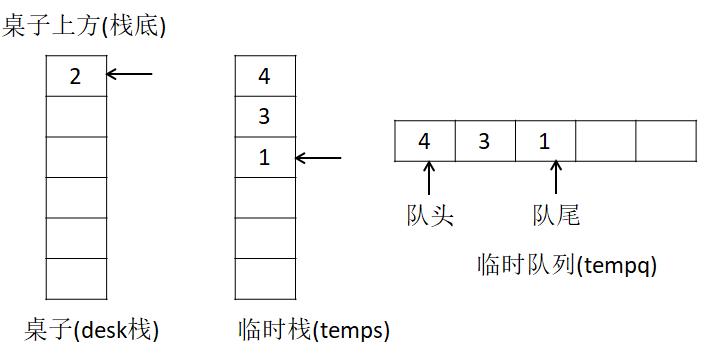 桌子上方(栈底)
2
4
3
1
4 3 1
队头 队尾
临时队列(tempq)
桌子(desk栈) 临时栈(temps)